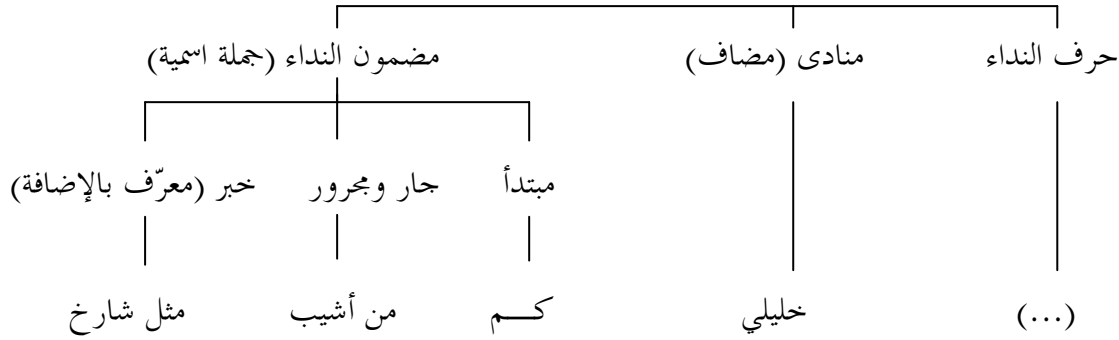 حرف النداء منادى (مضاف) مضمون النداء (جملة اسمية)
مبتدأ جار ومجرور خبر (معرّف بالإضافة)
(...) خليلي كـــم من أشيب مثل شارخ